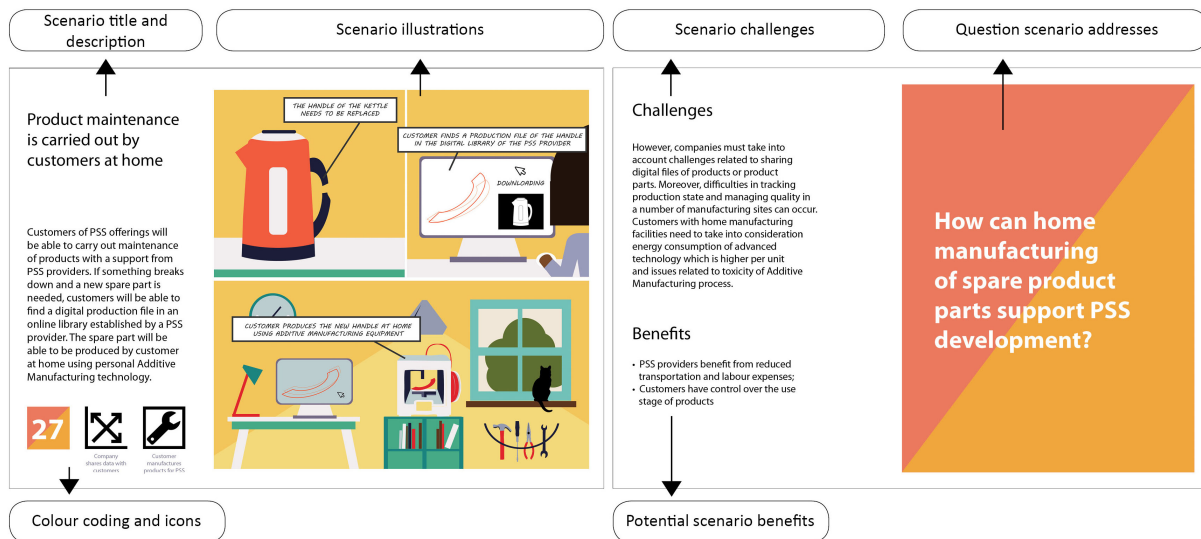 Scenario title and
description
Scenario illustrations
Scenario challenges
Question scenario addresses
Product maintenance
is carried out by
customers at home
Customers of PSS offerings will
be able to carry out maintenance
of products with a support from
PSS providers. If something breaks
down and a new spare part is
needed, customers will be able to
find a digital production file in an
online library established by a PSS
provider. The spare part will be
able to be produced by customer
at home using personal Additive
Manufacturing technology.
27
Company
shares data with
customers
Customer
manufactures
products for PSS
THE HANDLE OF THE KETTLE
NEEDS TO BE REPLACED
CUSTOMER FINDS A PRODUCTION FILE OF THE HANDLE
IN THE DIGITAL LIBRARY OF THE PSS PROVIDER
DOWNLOADING
CUSTOMER PRODUCES THE NEW HANDLE AT HOME
USING ADDITIVE MANUFACTURING EQUIPMENT
Challenges
However, companies must take into
account challenges related to sharing
digital files of products or product
parts. Moreover, difficulties in tracking
production state and managing quality in
a number of manufacturing sites can occur.
Customers with home manufacturing
facilities need to take into consideration
energy consumption of advanced
technology which is higher per unit
and issues related to toxicity of Additive
Manufacturing process.
Benefits
• PSS providers benefit from reduced
transportation and labour expenses;
• Customers have control over the use
stage of products
How can home
manufacturing
of spare product
parts support PSS
development?
Colour coding and icons
Potential scenario benefits